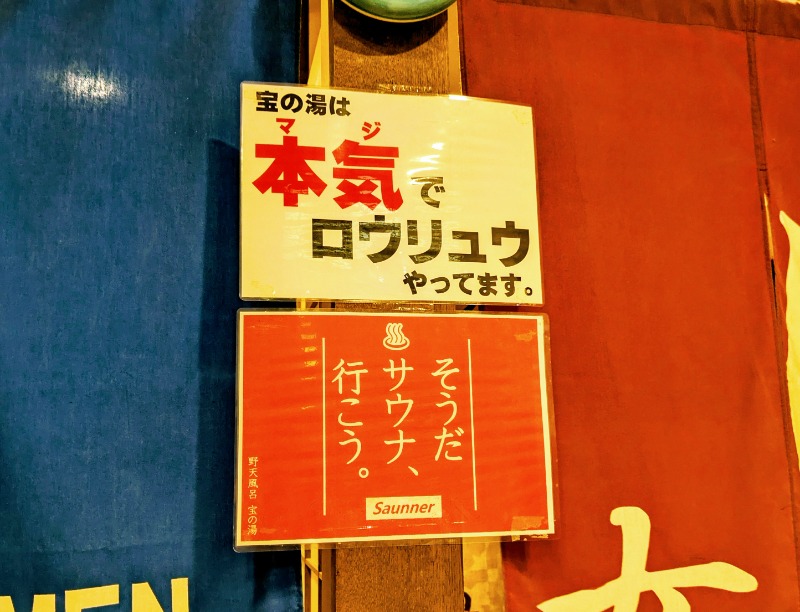 宝の湯は
マジ
本気で
ロウリュウ
やってます。
そうだ
サウナ、
行こう。
Saunner
野天風呂 宝の湯
MEN